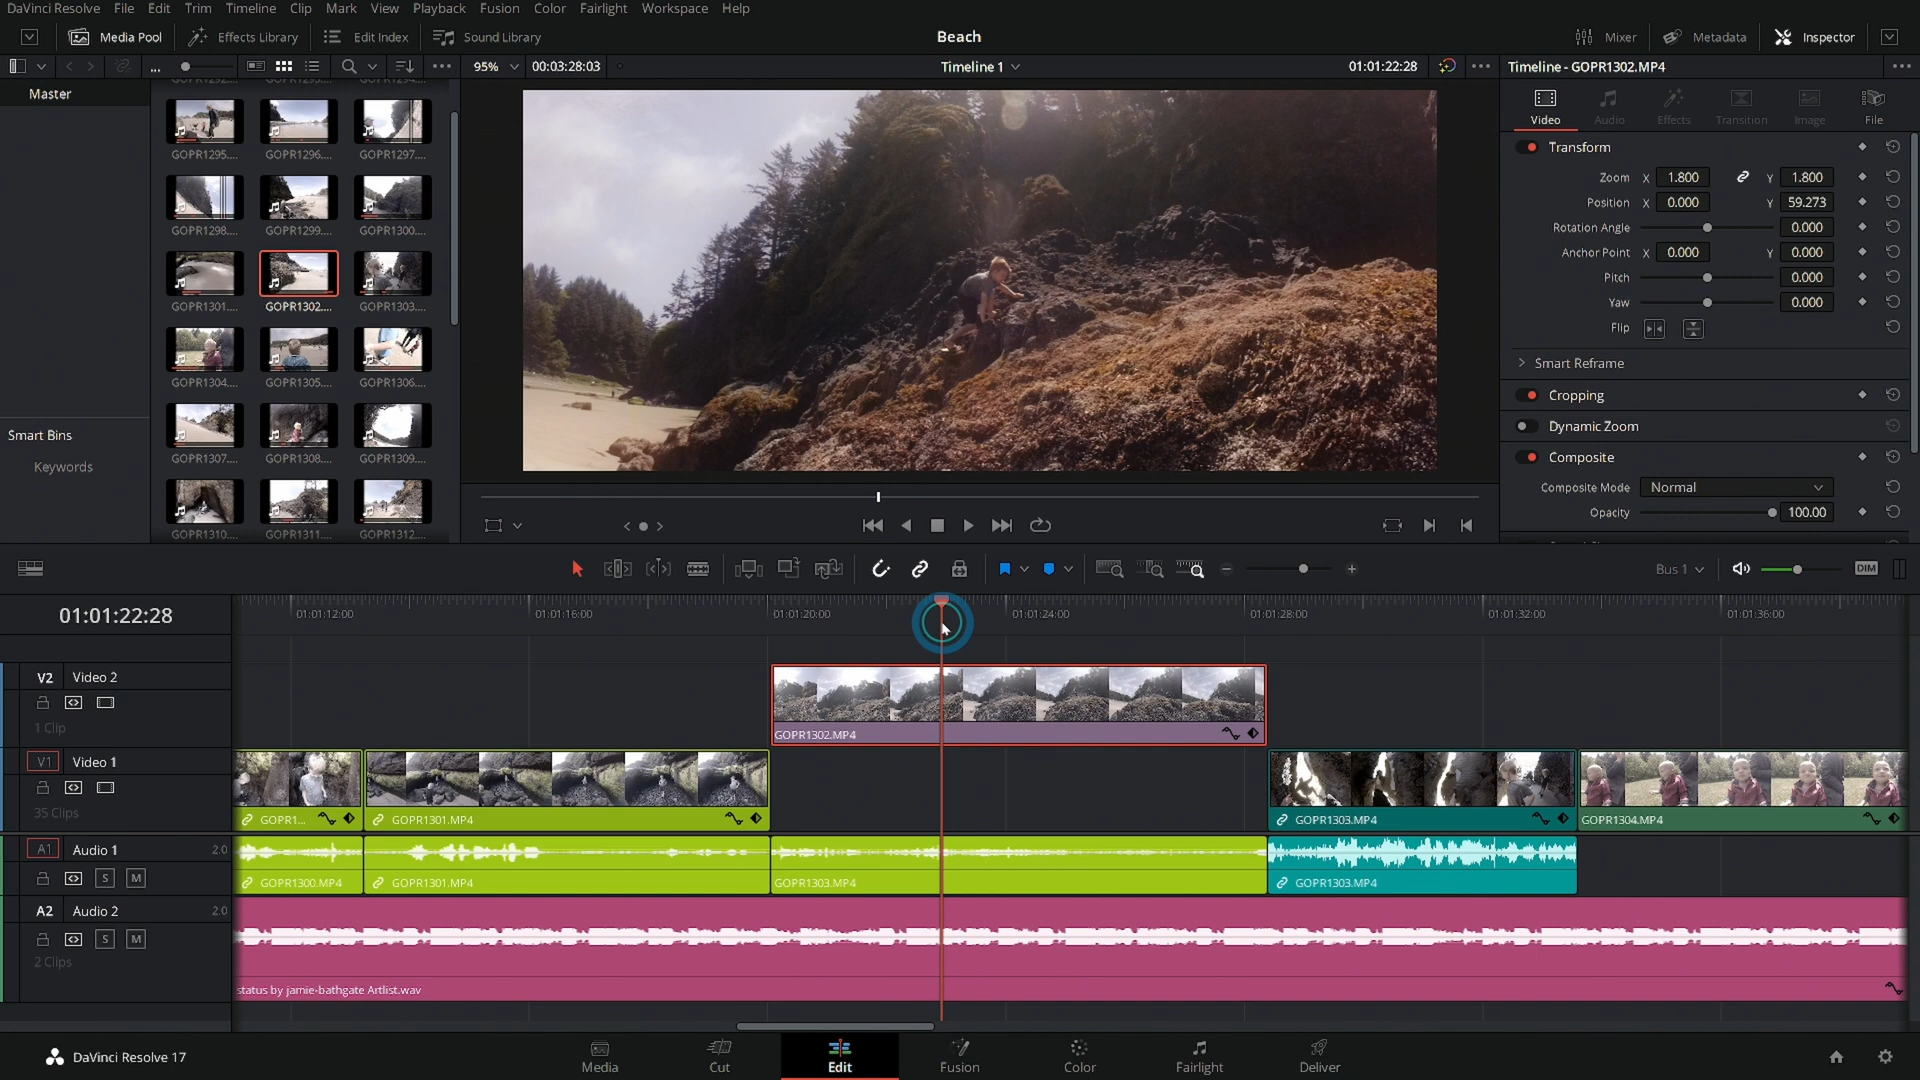 DaVinci Resolve File Edit Trim Timeline Clip Mark View Playback Fusion Color Fairlight Workspace Help
Media Pool Effects Library Edit Index Sound Library Beach Mixer Metadata Inspector
... 95% 00:03:28:03 Timeline 1 01:01:22:28 Timeline - GOPR1302.MP4
Master
GOPR1295.... GOPR1296.... GOPR1297....
GOPR1298.... GOPR1299.... GOPR1300....
GOPR1301.... GOPR1302.... GOPR1303....
GOPR1304.... GOPR1305.... GOPR1306....
GOPR1307.... GOPR1308.... GOPR1309....
GOPR1310.... GOPR1311.... GOPR1312....
Smart Bins
Keywords
Video Audio Effects Transition Image File
Transform
Zoom X 1.800 Y 1.800
Position X 0.000 Y 59.273
Rotation Angle 0.000
Anchor Point X 0.000 Y 0.000
Pitch 0.000
Yaw 0.000
Flip
Smart Reframe
Cropping
Dynamic Zoom
Composite
Composite Mode Normal
Opacity 100.00
Bus 1 DIM
01:01:22:28
01:01:12:00 01:01:16:00 01:01:20:00 01:01:24:00 01:01:28:00 01:01:32:00 01:01:36:00
V2 Video 2
1 Clip
GOPR1302.MP4
V1 Video 1
35 Clips
GOPR1... GOPR1301.MP4 GOPR1303.MP4 GOPR1304.MP4
A1 Audio 1 2.0
S M
GOPR1300.MP4 GOPR1301.MP4 GOPR1303.MP4 GOPR1303.MP4
A2 Audio 2 2.0
S M
2 Clips
status by jamie-bathgate Artlist.wav
DaVinci Resolve 17
Media Cut Edit Fusion Color Fairlight Deliver